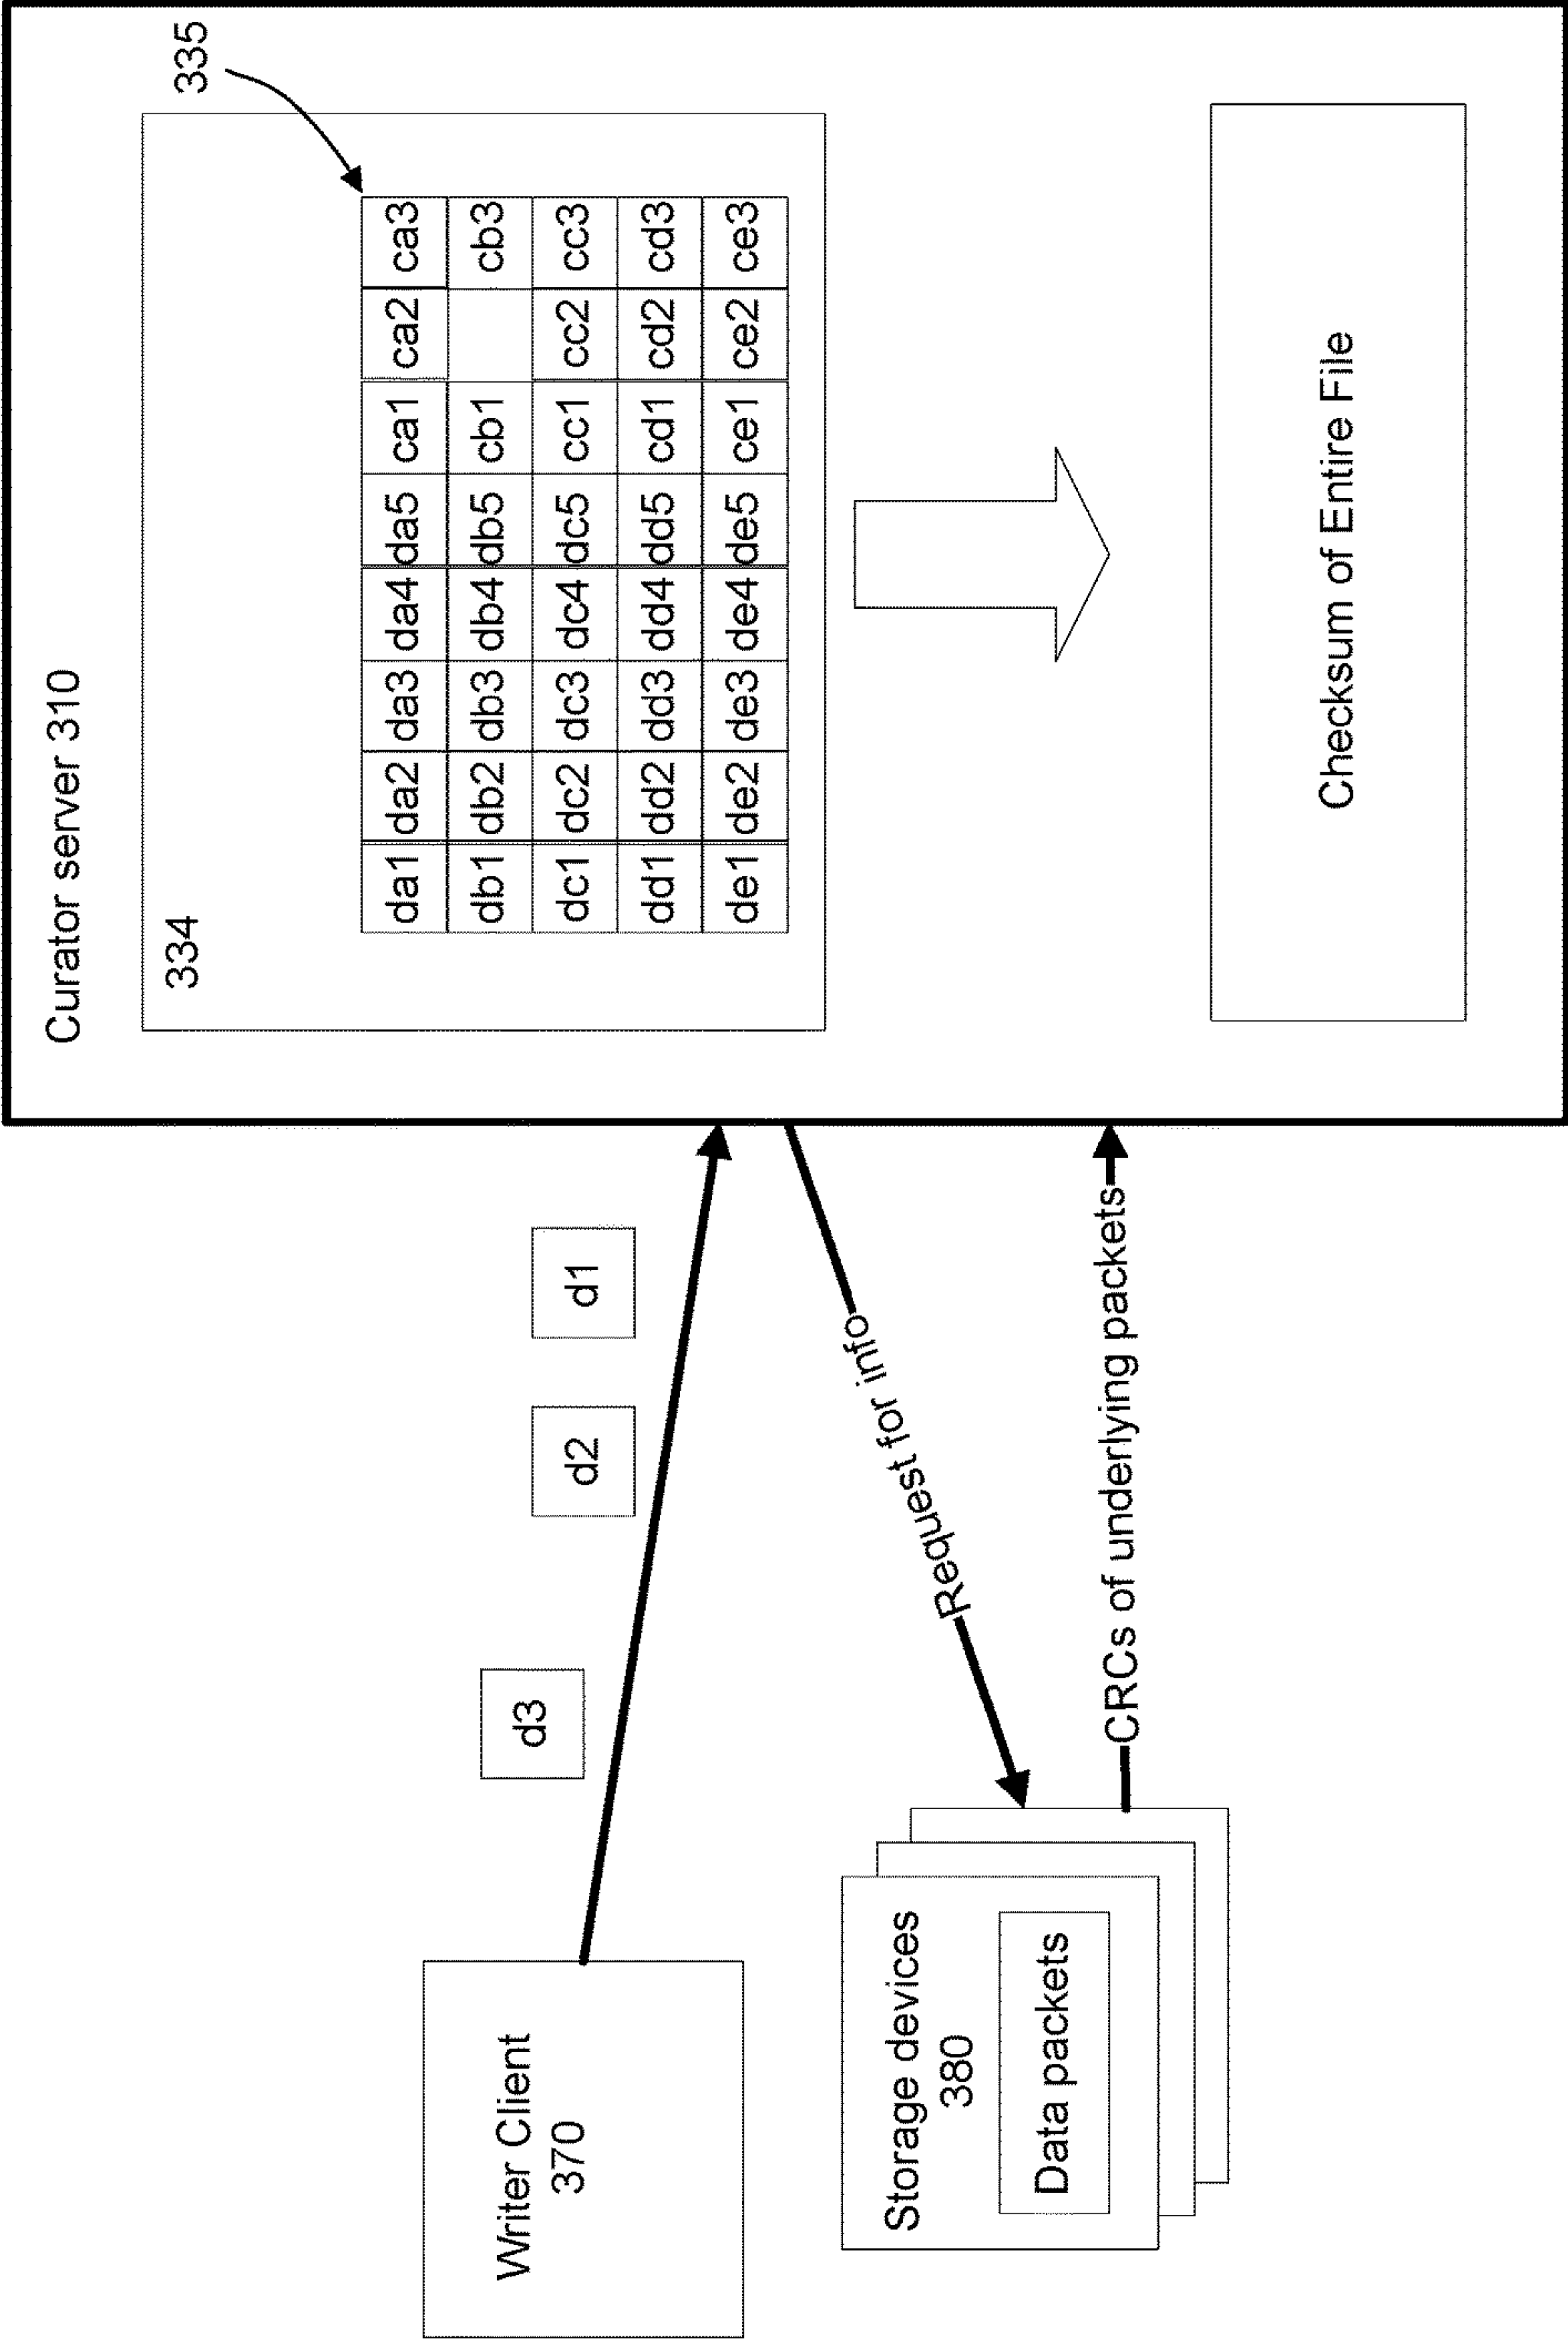 Curator server 310
334
335
da1 da2 da3 da4 da5 ca1 ca2 ca3
db1 db2 db3 db4 db5 cb1 cb3
dc1 dc2 dc3 dc4 dc5 cc1 cc2 cc3
dd1 dd2 dd3 dd4 dd5 cd1 cd2 cd3
de1 de2 de3 de4 de5 ce1 ce2 ce3
Checksum of Entire File
Writer Client
370
d3
d2
d1
Request for info
Storage devices
380
Data packets
CRCs of underlying packets